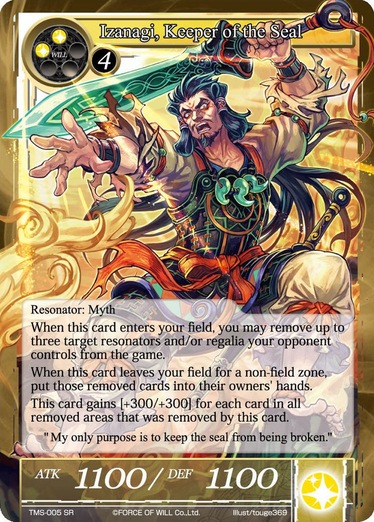 Izanagi, Keeper of the Seal
WILL
4
Resonator: Myth
When this card enters your field, you may remove up to
three target resonators and/or regalia your opponent
controls from the game.
When this card leaves your field for a non-field zone,
put those removed cards into their owners' hands.
This card gains [+300/+300] for each card in all
removed areas that was removed by this card.
"My only purpose is to keep the seal from being broken."
ATK 1100 / DEF 1100
TMS-005 SR ©FORCE OF WILL Co.,Ltd. Illust/touge369